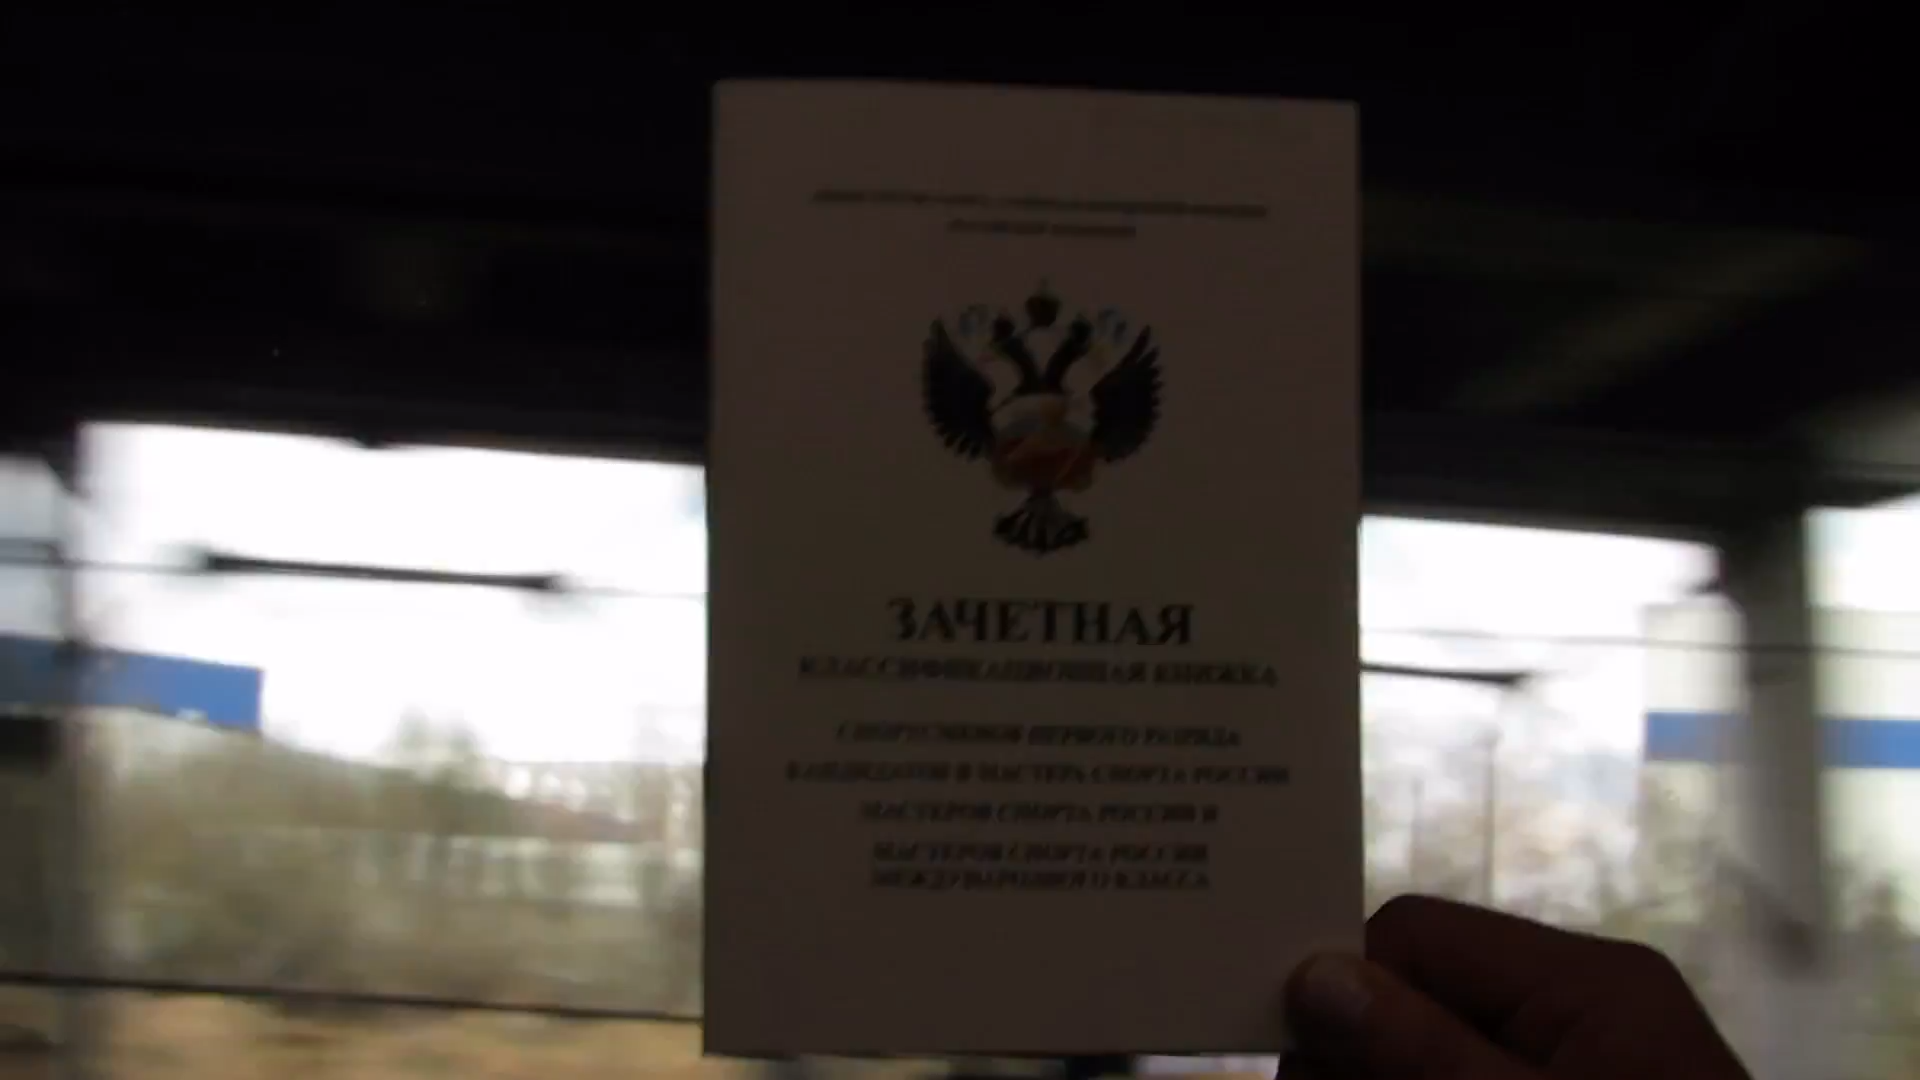 ЗАЧЕТНАЯ
КЛАССИФИКАЦИОННАЯ КНИЖКА
СПОРТСМЕНОВ ПЕРВОГО РАЗРЯДА
КАНДИДАТОВ В МАСТЕРА СПОРТА РОССИИ
МАСТЕРОВ СПОРТА РОССИИ И
МАСТЕРОВ СПОРТА РОССИИ
МЕЖДУНАРОДНОГО КЛАССА